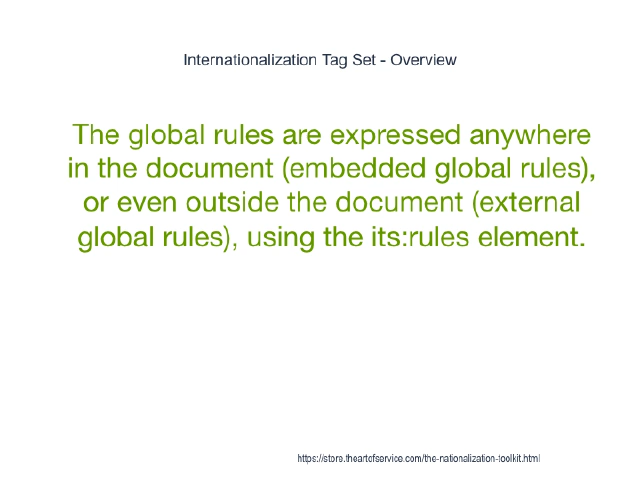 Internationalization Tag Set - Overview
The global rules are expressed anywhere
in the document (embedded global rules),
or even outside the document (external
global rules), using the its:rules element.
https://store.theartofservice.com/the-nationalization-toolkit.html